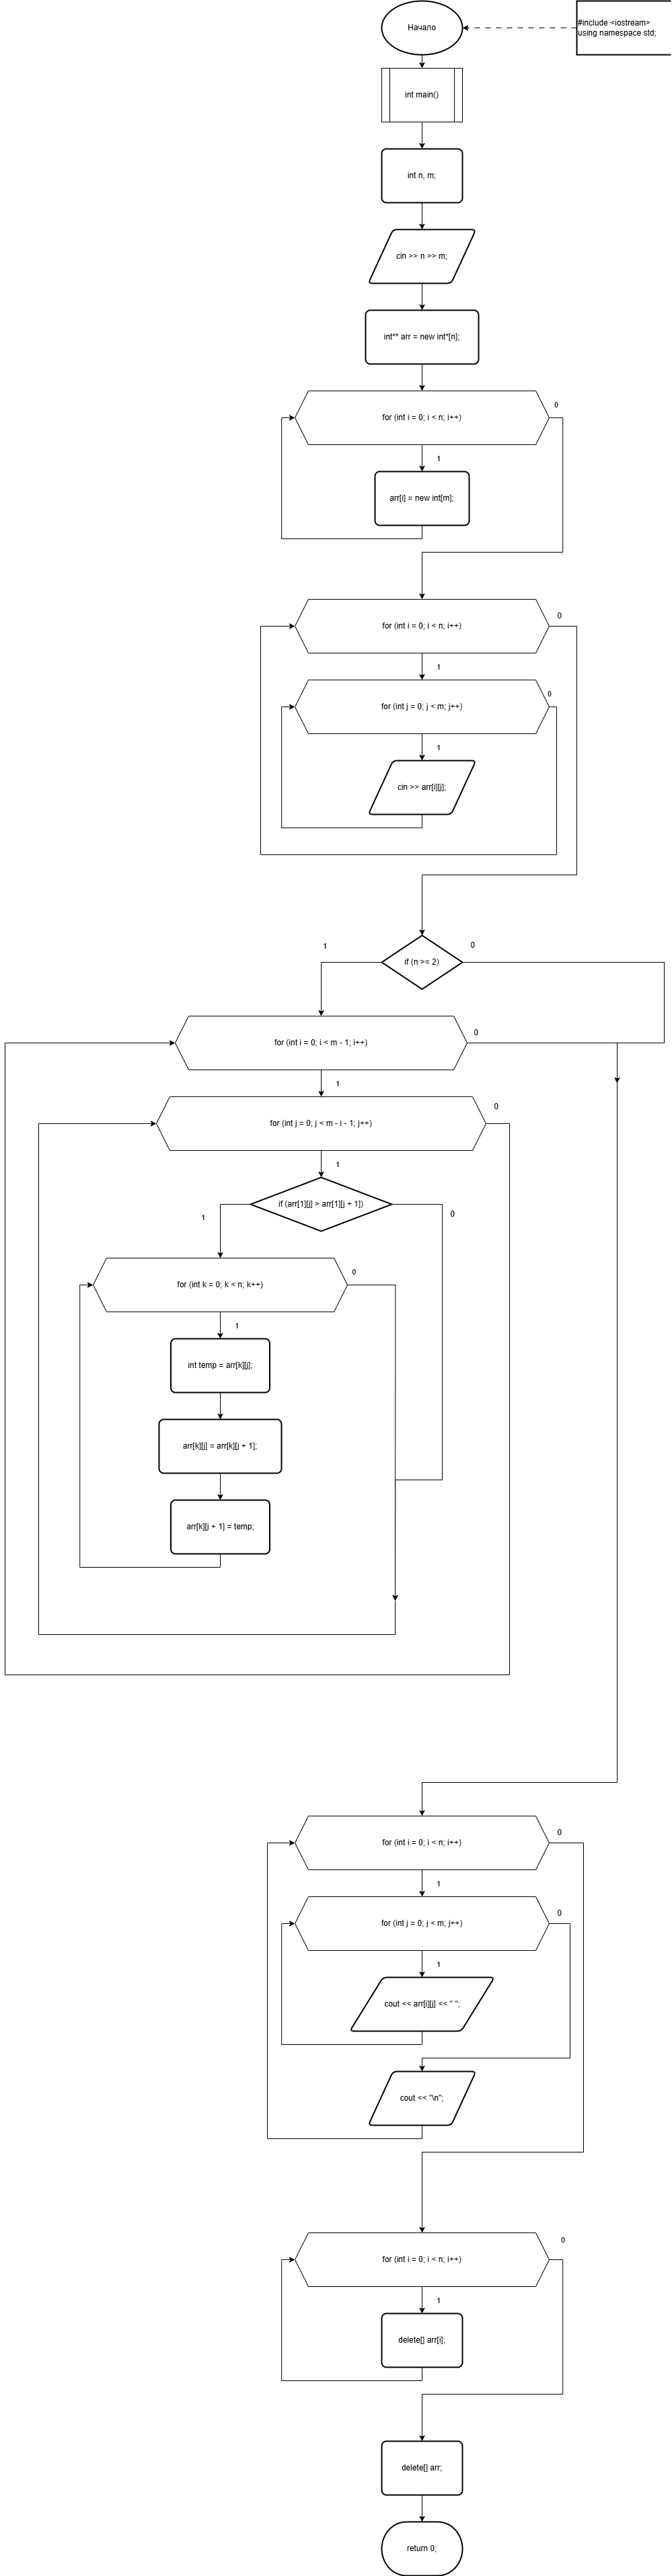 Начало
#include <iostream>
using namespace std;
int main()
int n, m;
cin >> n >> m;
int** arr = new int*[n];
for (int i = 0; i < n; i++)
0
1
arr[i] = new int[m];
for (int i = 0; i < n; i++)
0
1
for (int j = 0; j < m; j++)
0
1
cin >> arr[i][j];
1
0
if (n >= 2)
for (int i = 0; i < m - 1; i++)
0
1
for (int j = 0; j < m - i - 1; j++)
0
1
if (arr[1][j] > arr[1][j + 1])
1
0
for (int k = 0; k < n; k++)
0
1
int temp = arr[k][j];
arr[k][j] = arr[k][j + 1];
arr[k][j + 1] = temp;
for (int i = 0; i < n; i++)
0
1
for (int j = 0; j < m; j++)
0
1
cout << arr[i][j] << " ";
cout << "\n";
for (int i = 0; i < n; i++)
0
1
delete[] arr[i];
delete[] arr;
return 0;